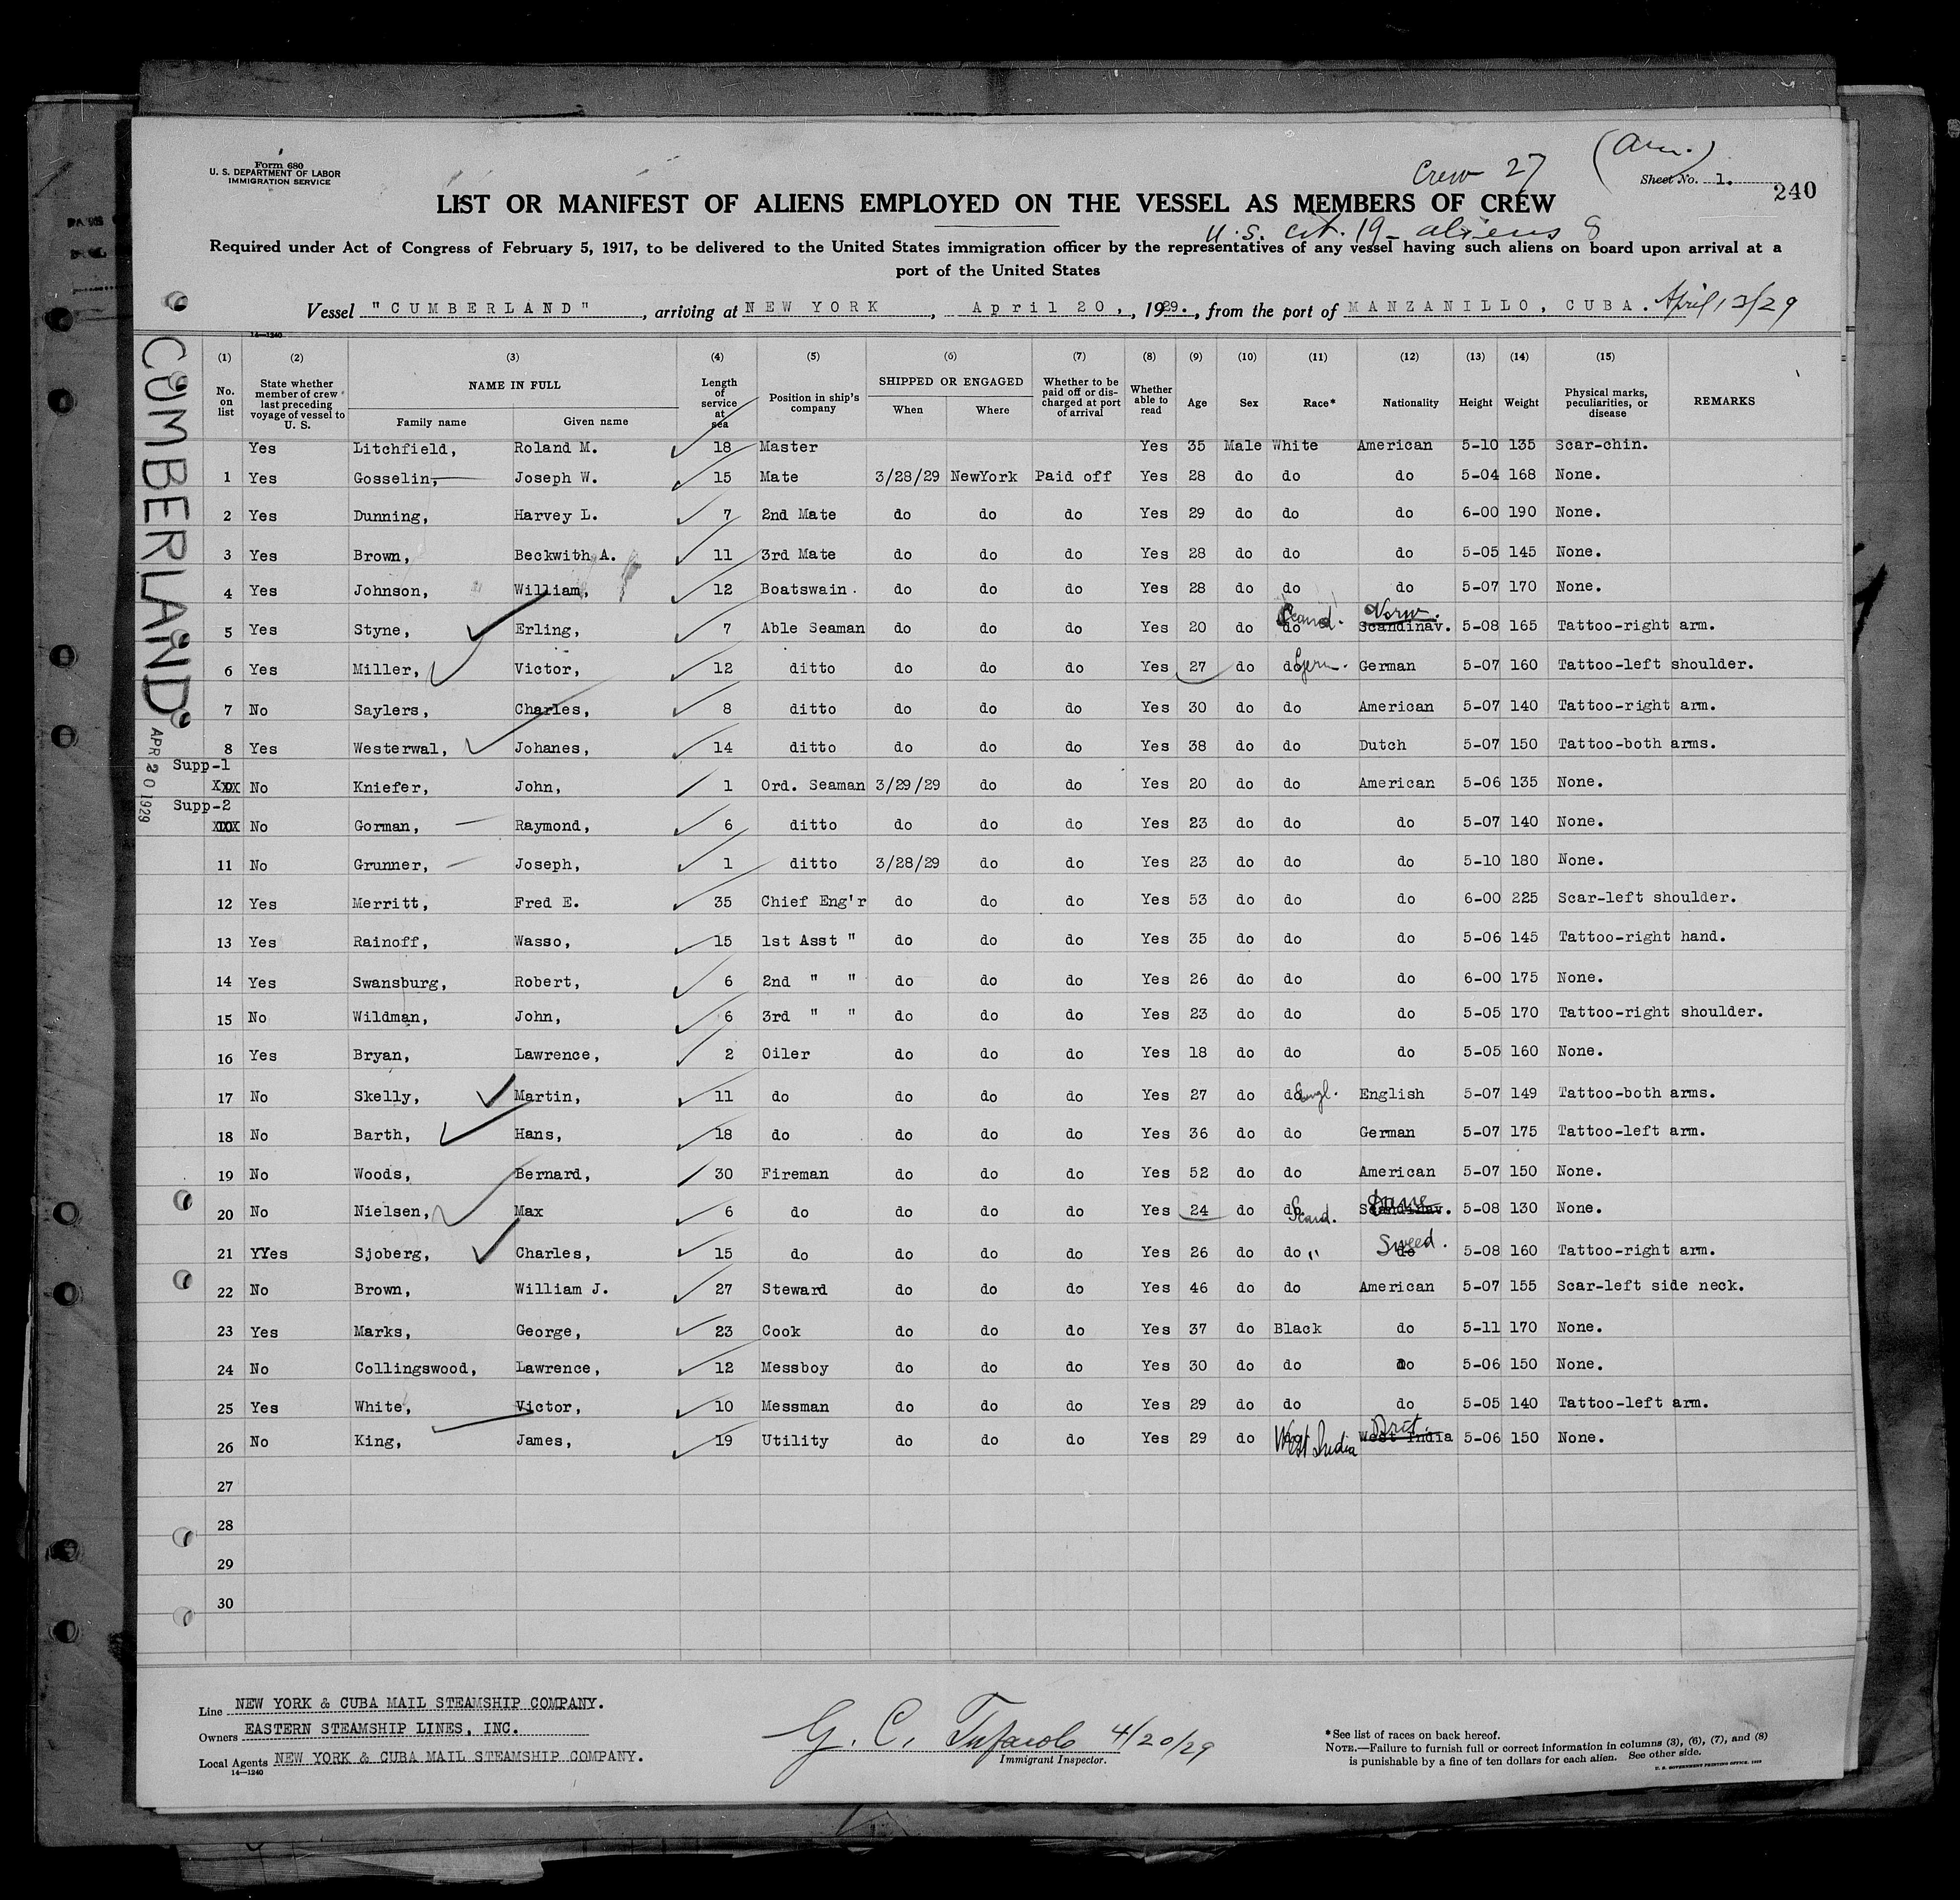 Form 680
U. S. DEPARTMENT OF LABOR
IMMIGRATION SERVICE
Crew 27
Sheet No. 1.
240
LIST OR MANIFEST OF ALIENS EMPLOYED ON THE VESSEL AS MEMBERS OF CREW
U.S. cit. 19 - aliens 8
Required under Act of Congress of February 5, 1917, to be delivered to the United States immigration officer by the representatives of any vessel having such aliens on board upon arrival at a
port of the United States
Vessel "CUMBERLAND", arriving at NEW YORK, April 20, 1929., from the port of MANZANILLO, CUBA. April 13/29
14—1240
CUMBERLAND
APR 20 1929
(1) (2) (3) (4) (5) (6) (7) (8) (9) (10) (11) (12) (13) (14) (15)
No. on list
State whether member of crew last preceding voyage of vessel to U. S.
NAME IN FULL
Family name
Given name
Length of service at sea
Position in ship's company
SHIPPED OR ENGAGED
When
Where
Whether to be paid off or discharged at port of arrival
Whether able to read
Age
Sex
Race*
Nationality
Height
Weight
Physical marks, peculiarities, or disease
REMARKS
Yes Litchfield, Roland M. 18 Master Yes 35 Male White American 5-10 135 Scar-chin.
1 Yes Gosselin, Joseph W. 15 Mate 3/28/29 NewYork Paid off Yes 28 do do do 5-04 168 None.
2 Yes Dunning, Harvey L. 7 2nd Mate do do do Yes 29 do do do 6-00 190 None.
3 Yes Brown, Beckwith A. 11 3rd Mate do do do Yes 28 do do do 5-05 145 None.
4 Yes Johnson, William, 12 Boatswain. do do do Yes 28 do do do 5-07 170 None.
5 Yes Styne, Erling, 7 Able Seaman do do do Yes 20 do do Scand. Scandinav. Norw. 5-08 165 Tattoo-right arm.
6 Yes Miller, Victor, 12 ditto do do do Yes 27 do do Germ. German 5-07 160 Tattoo-left shoulder.
7 No Saylers, Charles, 8 ditto do do do Yes 30 do do American 5-07 140 Tattoo-right arm.
8 Yes Westerwal, Johanes, 14 ditto do do do Yes 38 do do Dutch 5-07 150 Tattoo-both arms.
Supp-1
No Kniefer, John, 1 Ord. Seaman 3/29/29 do do Yes 20 do do American 5-06 135 None.
Supp-2
No Gorman, Raymond, 6 ditto do do do Yes 23 do do do 5-07 140 None.
11 No Grunner, Joseph, 1 ditto 3/28/29 do do Yes 23 do do do 5-10 180 None.
12 Yes Merritt, Fred E. 35 Chief Eng'r do do do Yes 53 do do do 6-00 225 Scar-left shoulder.
13 Yes Rainoff, Wasso, 15 1st Asst " do do do Yes 35 do do do 5-06 145 Tattoo-right hand.
14 Yes Swansburg, Robert, 6 2nd " " do do do Yes 26 do do do 6-00 175 None.
15 No Wildman, John, 6 3rd " " do do do Yes 23 do do do 5-05 170 Tattoo-right shoulder.
16 Yes Bryan, Lawrence, 2 Oiler do do do Yes 18 do do do 5-05 160 None.
17 No Skelly, Martin, 11 do do do do Yes 27 do do Engl. English 5-07 149 Tattoo-both arms.
18 No Barth, Hans, 18 do do do do Yes 36 do do German 5-07 175 Tattoo-left arm.
19 No Woods, Bernard, 30 Fireman do do do Yes 52 do do American 5-07 150 None.
20 No Nielsen, Max 6 do do do do Yes 24 do do Scand. Scandinav. Dane 5-08 130 None.
21 YYes Sjoberg, Charles, 15 do do do do Yes 26 do do " do Swed. 5-08 160 Tattoo-right arm.
22 No Brown, William J. 27 Steward do do do Yes 46 do do American 5-07 155 Scar-left side neck.
23 Yes Marks, George, 23 Cook do do do Yes 37 do Black do 5-11 170 None.
24 No Collingswood, Lawrence, 12 Messboy do do do Yes 30 do do do 5-06 150 None.
25 Yes White, Victor, 10 Messman do do do Yes 29 do do do 5-05 140 Tattoo-left arm.
26 No King, James, 19 Utility do do do Yes 29 do West India West India Brit. 5-06 150 None.
27
28
29
30
Line NEW YORK & CUBA MAIL STEAMSHIP COMPANY.
Owners EASTERN STEAMSHIP LINES, INC.
Local Agents NEW YORK & CUBA MAIL STEAMSHIP COMPANY.
14—1240
G. C. 4/20/29
Immigrant Inspector.
*See list of races on back hereof.
NOTE.—Failure to furnish full or correct information in columns (3), (6), (7), and (8)
is punishable by a fine of ten dollars for each alien. See other side.
U. S. GOVERNMENT PRINTING OFFICE